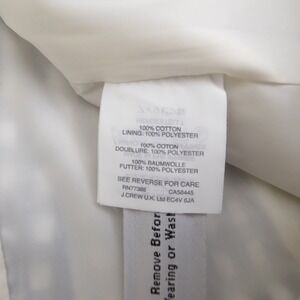 100% COTTON
LINING: 100% POLYESTER
100% COTON
DOUBLURE: 100% POLYESTER
100% BAUMWOLLE
FUTTER: 100% POLYESTER
SEE REVERSE FOR CARE
RN77388 CA58445
J.CREW U.K. Ltd EC4V 6JA
Remove Befor
earing or Wash